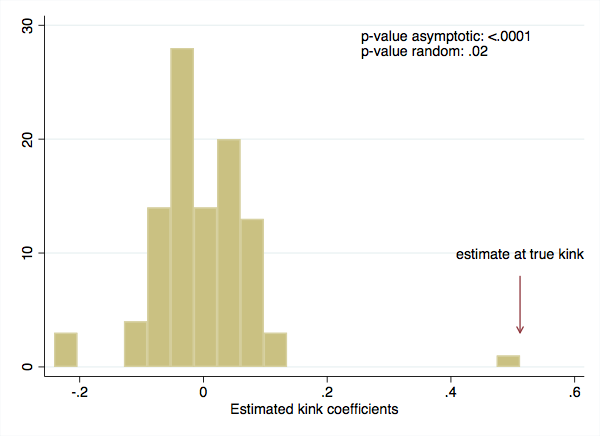 p-value asymptotic: <.0001
p-value random: .02
30
20
10
0
estimate at true kink
-.2 0 .2 .4 .6
Estimated kink coefficients